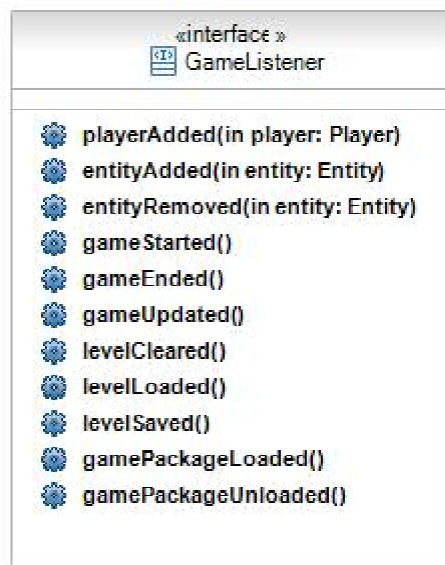 «interface »
GameListener
playerAdded(in player: Player)
entityAdded(in entity: Entity)
entityRemoved(in entity: Entity)
gameStarted()
gameEnded()
gameUpdated()
levelCleared()
levelLoaded()
levelSaved()
gamePackageLoaded()
gamePackageUnloaded()